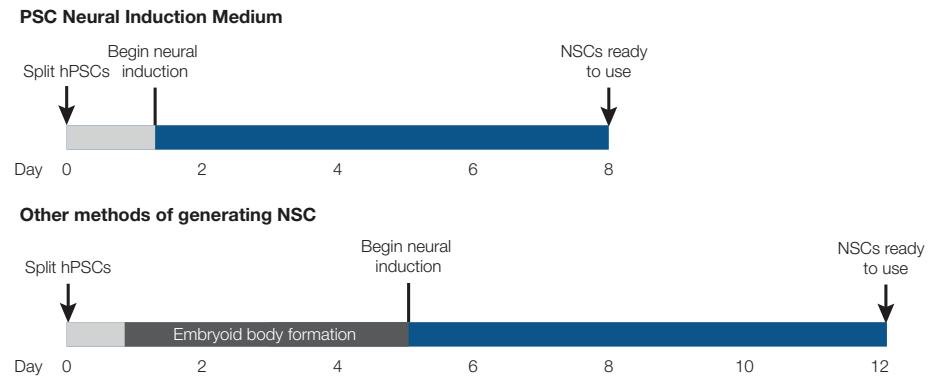 PSC Neural Induction Medium
Split hPSCs
Begin neural
induction
NSCs ready
to use
Day 0 2 4 6 8
Other methods of generating NSC
Split hPSCs
Begin neural
induction
NSCs ready
to use
Embryoid body formation
Day 0 2 4 6 8 10 12